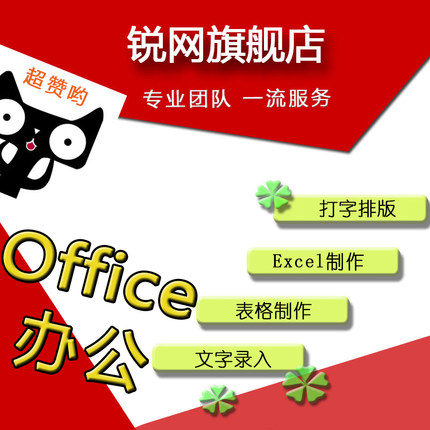 锐网旗舰店
超赞哟
专业团队 一流服务
打字排版
Excel制作
Office
表格制作
办公
文字录入